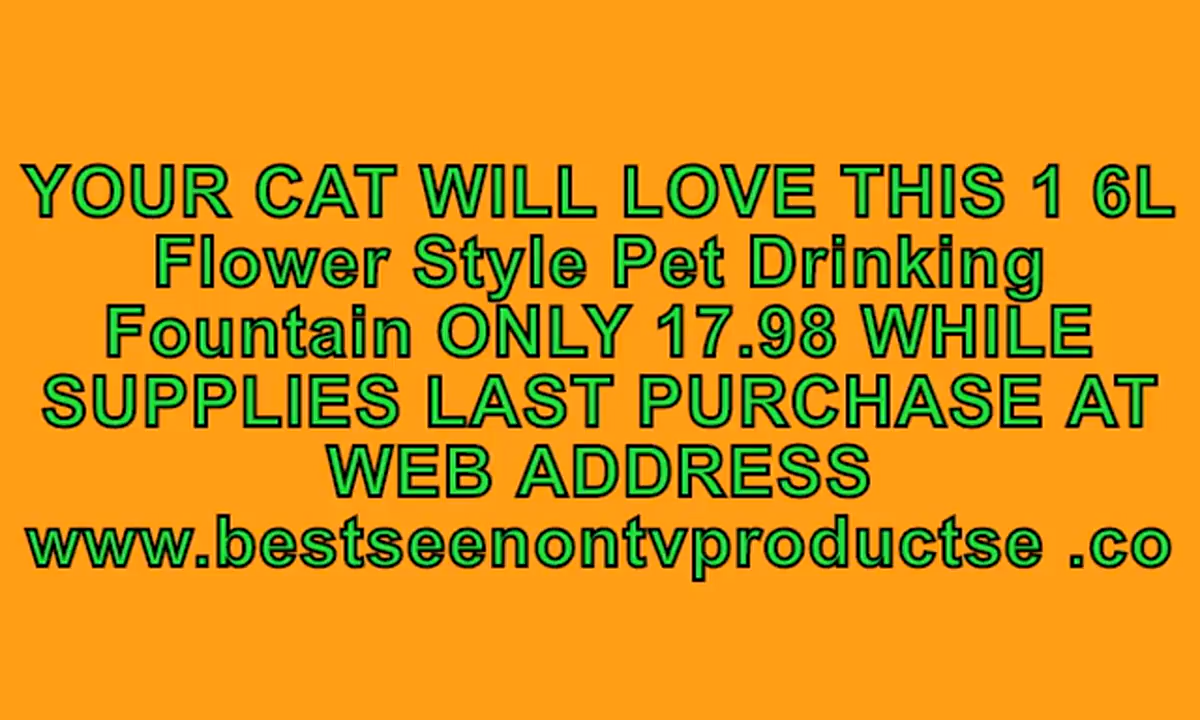 YOUR CAT WILL LOVE THIS 1 6L
Flower Style Pet Drinking
Fountain ONLY 17.98 WHILE
SUPPLIES LAST PURCHASE AT
WEB ADDRESS
www.bestseenontvproductse .co